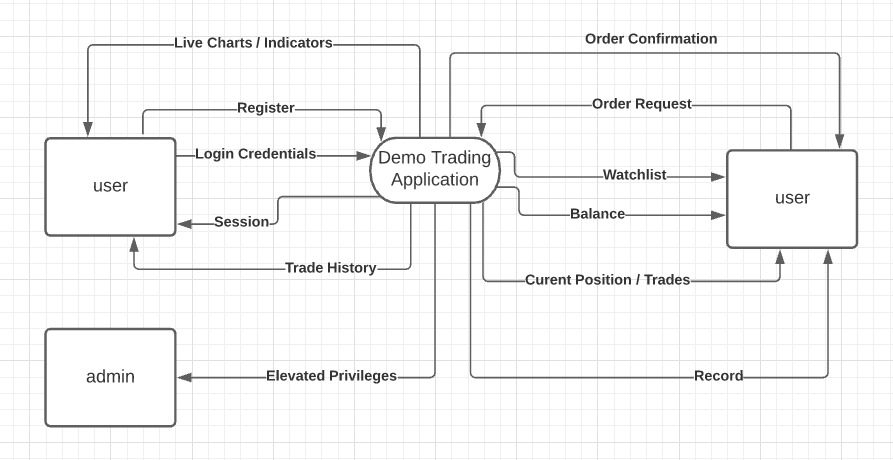 Live Charts / Indicators
Order Confirmation
Register
Order Request
Login Credentials
Demo Trading
Application
user
Watchlist
user
Session
Balance
Trade History
Curent Position / Trades
admin
Elevated Privileges
Record